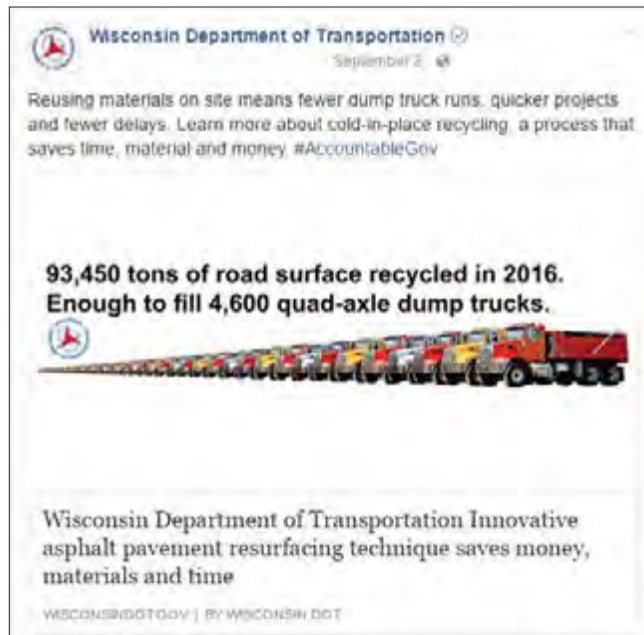 Wisconsin Department of Transportation
September 2
Reusing materials on site means fewer dump truck runs, quicker projects
and fewer delays. Learn more about cold-in-place recycling, a process that
saves time, material and money. #AccountableGov
93,450 tons of road surface recycled in 2016.
Enough to fill 4,600 quad-axle dump trucks.
Wisconsin Department of Transportation Innovative
asphalt pavement resurfacing technique saves money,
materials and time
WISCONSINDOT.GOV | BY WISCONSIN DOT